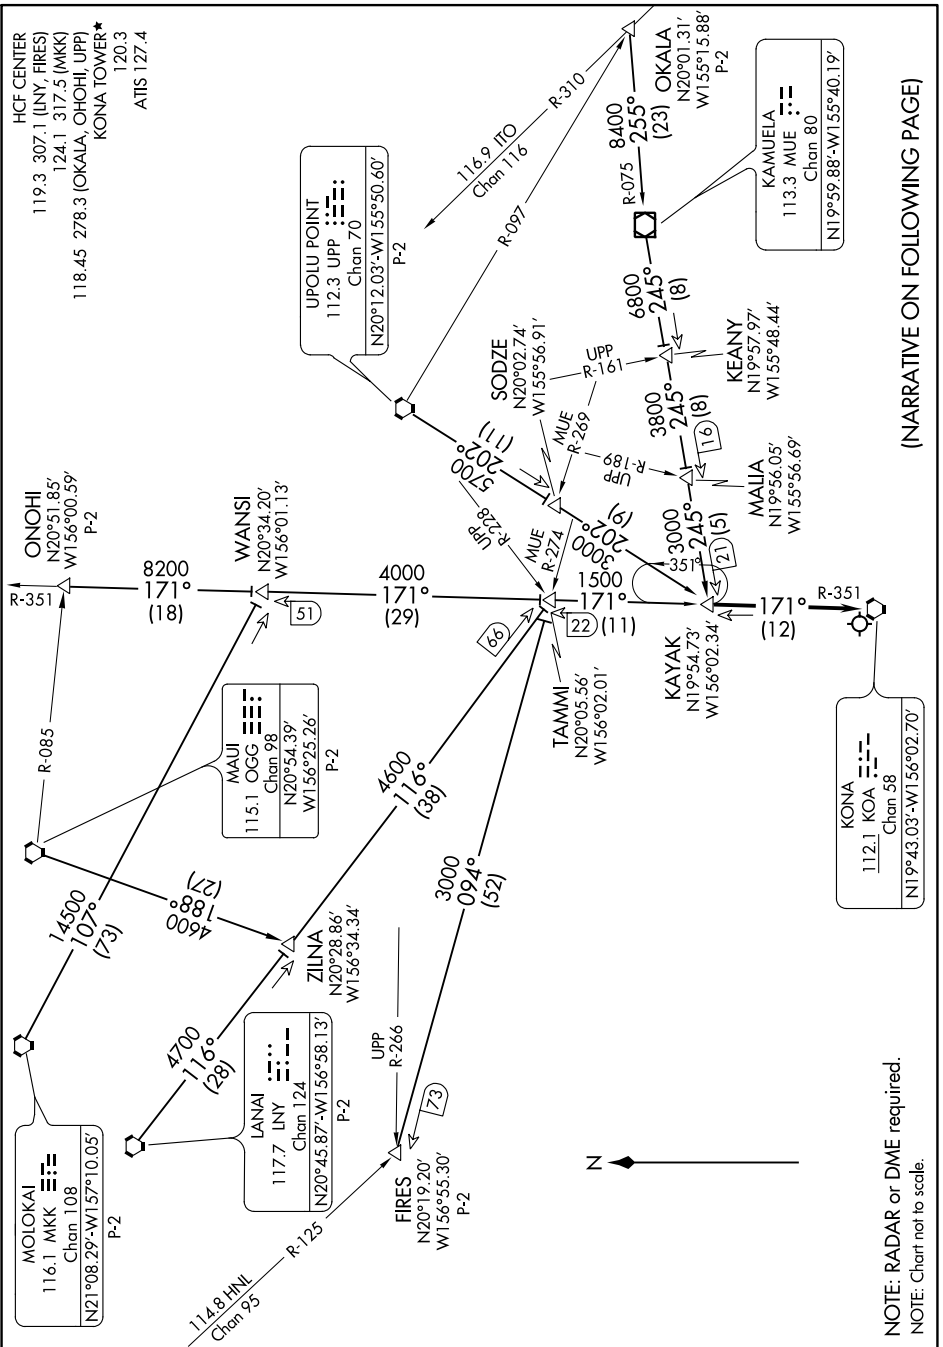 HCF CENTER
119.3 307.1 (LNY, FIRES)
124.1 317.5 (MKK)
118.45 278.3 (OKALA, OHOHI, UPP)
KONA TOWER★
120.3
ATIS 127.4
ONOHI
N20°51.85′
W156°00.59′
P-2
R-351
8200
171°
(18)
WANSI
N20°34.20′
W156°01.13′
51
4000
171°
(29)
R-085
MAUI
115.1 OGG
Chan 98
N20°54.39′
W156°25.26′
P-2
4600
188°
(27)
14500
107°
(73)
MOLOKAI
116.1 MKK
Chan 108
N21°08.29′-W157°10.05′
P-2
4700
116°
(28)
ZILNA
N20°28.86′
W156°34.34′
4600
116°
(38)
LANAI
117.7 LNY
Chan 124
N20°45.87′-W156°58.13′
P-2
UPP
R-266
73
FIRES
N20°19.20′
W156°55.30′
P-2
114.8 HNL
Chan 95
R-125
3000
094°
(52)
66
22
TAMMI
N20°05.56′
W156°02.01′
1500
171°
(11)
UPOLU POINT
112.3 UPP
Chan 70
N20°12.03′-W155°50.60′
P-2
116.9 ITO
Chan 116
R-310
R-097
OKALA
N20°01.31′
W155°15.88′
P-2
8400
255°
(23)
R-075
KAMUELA
113.3 MUE
Chan 80
N19°59.88′-W155°40.19′
6800
245°
(8)
KEANY
N19°57.97′
W155°48.44′
UPP
R-161
SODZE
N20°02.74′
W155°56.91′
MUE
R-269
5700
202°
(11)
UPP
R-228
MUE
R-274
UPP
R-189
3800
245°
(8)
16
MALIA
N19°56.05′
W155°56.69′
3000
202°
(9)
3000
245°
(5)
351°
21
KAYAK
N19°54.73′
W156°02.34′
171°
(12)
R-351
KONA
112.1 KOA
Chan 58
N19°43.03′-W156°02.70′
N
(NARRATIVE ON FOLLOWING PAGE)
NOTE: RADAR or DME required.
NOTE: Chart not to scale.